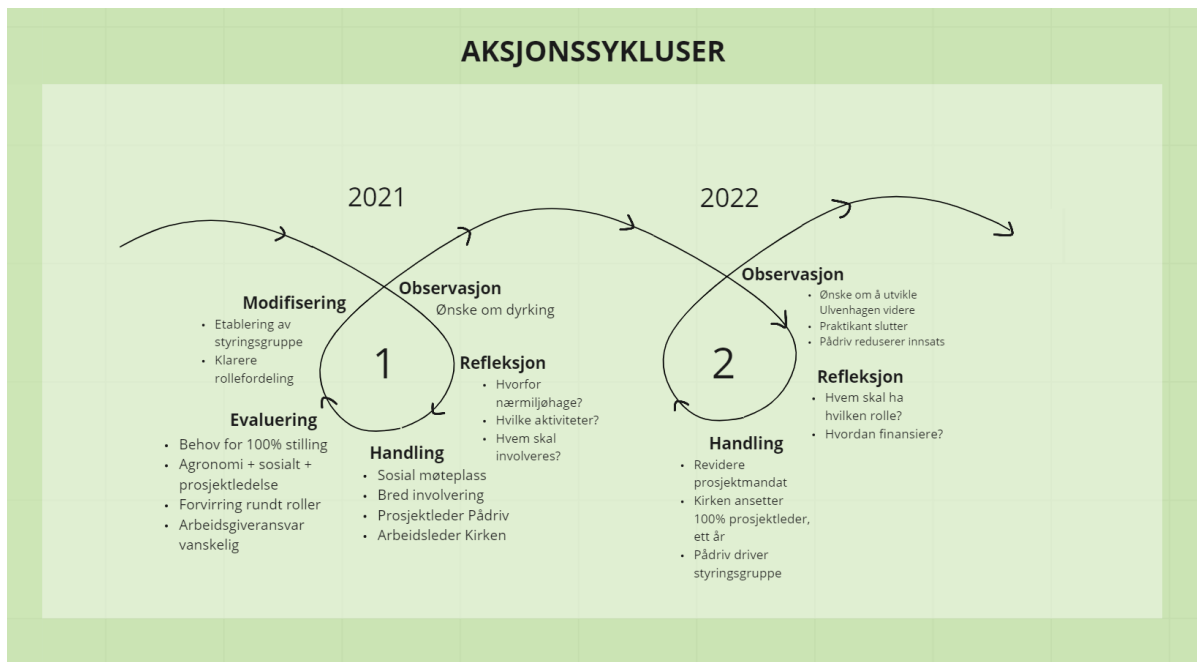 AKSJONSSYKLUSER
2021
Observasjon
Ønske om dyrking
Refleksjon
• Hvorfor
nærmiljøhage?
• Hvilke aktiviteter?
• Hvem skal
involveres?
Handling
• Sosial møteplass
• Bred involvering
• Prosjektleder Pådriv
• Arbeidsleder Kirken
Evaluering
• Behov for 100% stilling
• Agronomi + sosialt +
prosjektledelse
• Forvirring rundt roller
• Arbeidsgiveransvar
vanskelig
Modifisering
• Etablering av
styringsgruppe
• Klarere
rollefordeling
1
2022
Observasjon
• Ønske om å utvikle
Ulvenhagen videre
• Praktikant slutter
• Pådriv reduserer innsats
Refleksjon
• Hvem skal ha
hvilken rolle?
• Hvordan finansiere?
Handling
• Revidere
prosjektmandat
• Kirken ansetter
100% prosjektleder,
ett år
• Pådriv driver
styringsgruppe
2